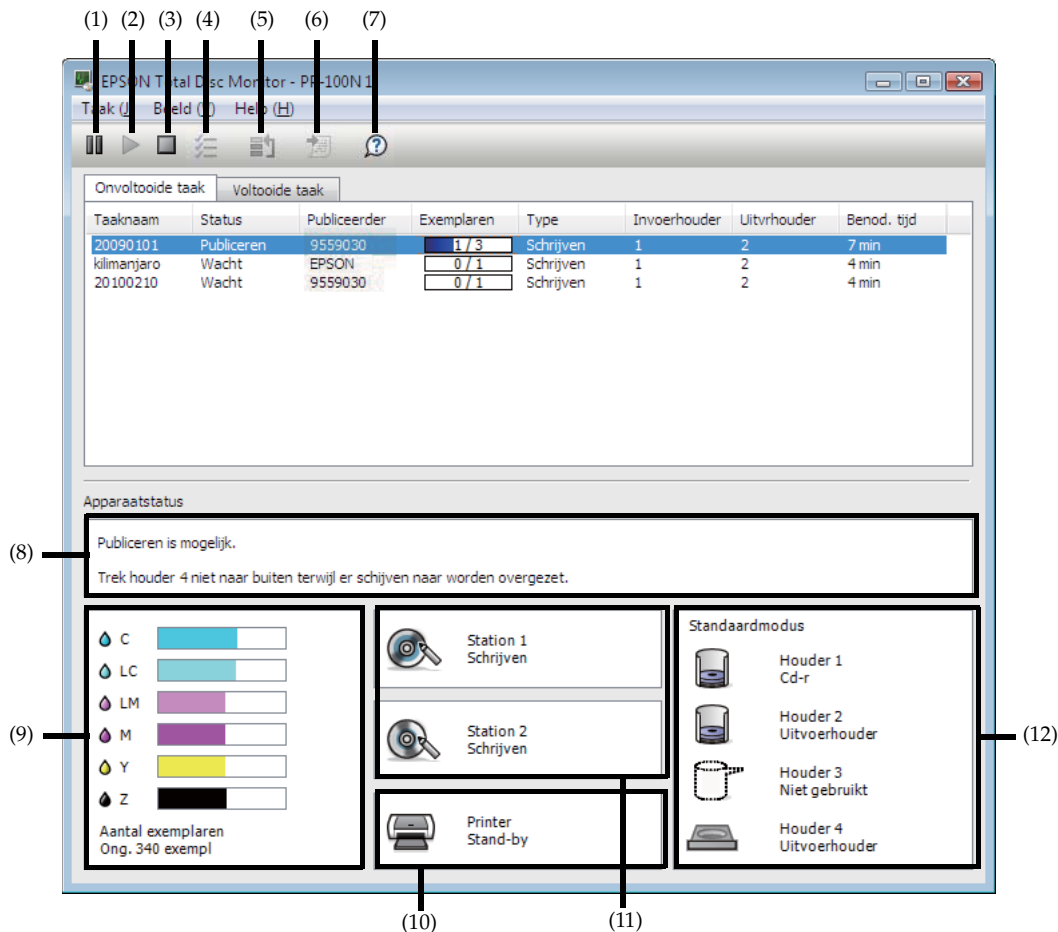 (1) (2) (3) (4) (5) (6) (7)
EPSON Total Disc Monitor - PP-100N 1
Taak (J) Beeld (V) Help (H)
Onvoltooide taak Voltooide taak
Taaknaam Status Publiceerder Exemplaren Type Invoerhouder Uitvrhouder Benod. tijd
20090101 Publiceren 9559030 1 / 3 Schrijven 1 2 7 min
kilimanjaro Wacht EPSON 0 / 1 Schrijven 1 2 4 min
20100210 Wacht 9559030 0 / 1 Schrijven 1 2 4 min
Apparaatstatus
(8)
Publiceren is mogelijk.
Trek houder 4 niet naar buiten terwijl er schijven naar worden overgezet.
(9)
C
LC
LM
M
Y
Z
Aantal exemplaren
Ong. 340 exempl
Station 1
Schrijven
Station 2
Schrijven
Printer
Stand-by
Standaardmodus
Houder 1
Cd-r
Houder 2
Uitvoerhouder
Houder 3
Niet gebruikt
Houder 4
Uitvoerhouder
(12)
(10) (11)